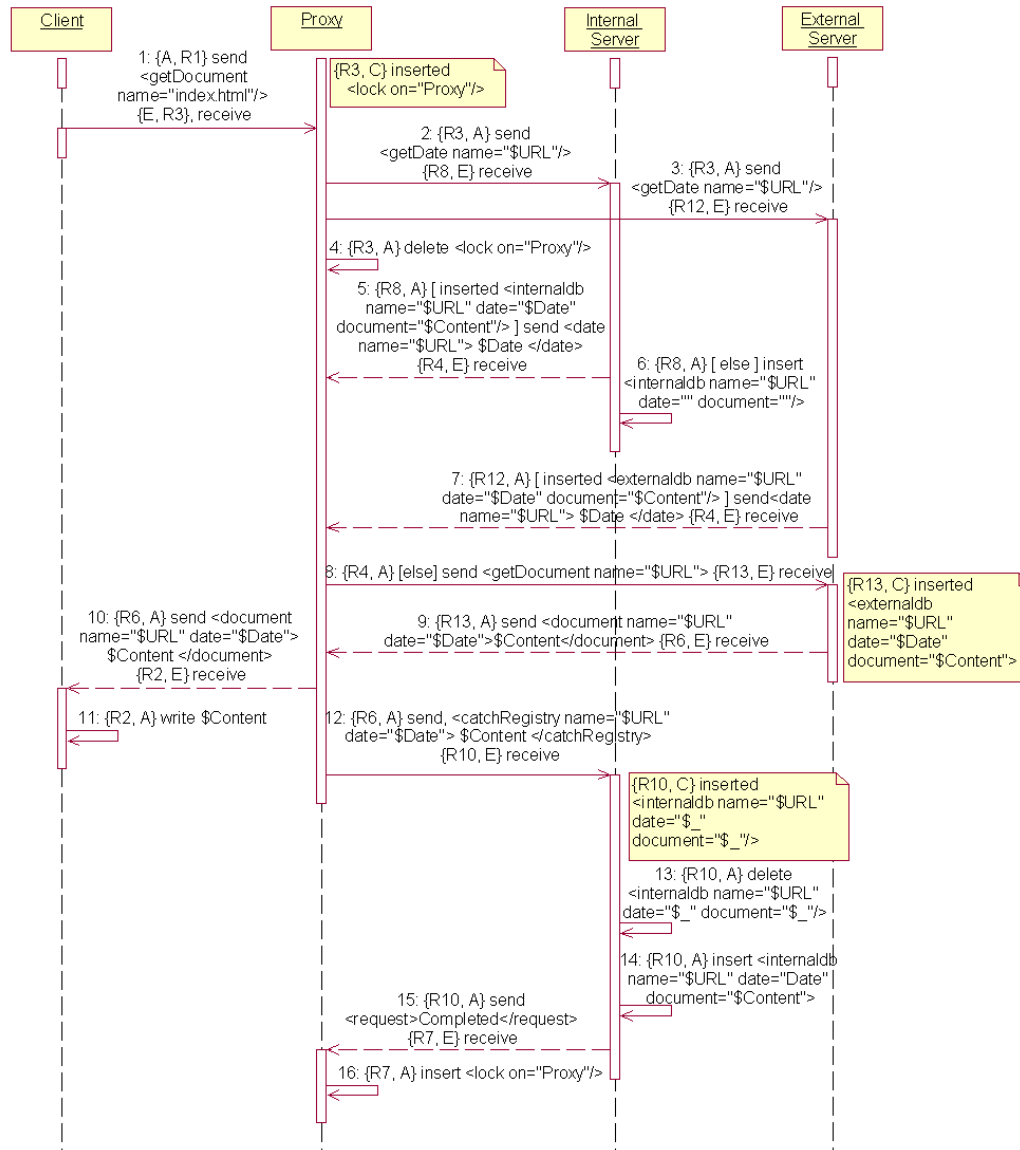 Client
Proxy
Internal
Server
External
Server
1: {A, R1} send
<getDocument
name="index.html"/>
{E, R3}, receive
{R3, C} inserted
<lock on="Proxy"/>
2: {R3, A} send
<getDate name="$URL"/>
{R8, E} receive
3: {R3, A} send
<getDate name="$URL"/>
{R12, E} receive
4: {R3, A} delete <lock on="Proxy"/>
5: {R8, A} [ inserted <internaldb
name="$URL" date="$Date"
document="$Content"/> ] send <date
name="$URL"> $Date </date>
{R4, E} receive
6: {R8, A} [ else ] insert
<internaldb name="$URL"
date="" document=""/>
7: {R12, A} [ inserted <externaldb name="$URL"
date="$Date" document="$Content"/> ] send<date
name="$URL"> $Date </date> {R4, E} receive
8: {R4, A} [else] send <getDocument name="$URL"> {R13, E} receive
{R13, C} inserted
<externaldb
name="$URL"
date="$Date"
document="$Content">
9: {R13, A} send <document name="$URL"
date="$Date">$Content</document> {R6, E} receive
10: {R6, A} send <document
name="$URL" date="$Date">
$Content </document>
{R2, E} receive
11: {R2, A} write $Content
12: {R6, A} send, <catchRegistry name="$URL"
date="$Date"> $Content </catchRegistry>
{R10, E} receive
{R10, C} inserted
<internaldb name="$URL"
date="$_"
document="$_"/>
13: {R10, A} delete
<internaldb name="$URL"
date="$_" document="$_"/>
14: {R10, A} insert <internaldb
name="$URL" date="Date"
document="$Content">
15: {R10, A} send
<request>Completed</request>
{R7, E} receive
16: {R7, A} insert <lock on="Proxy"/>